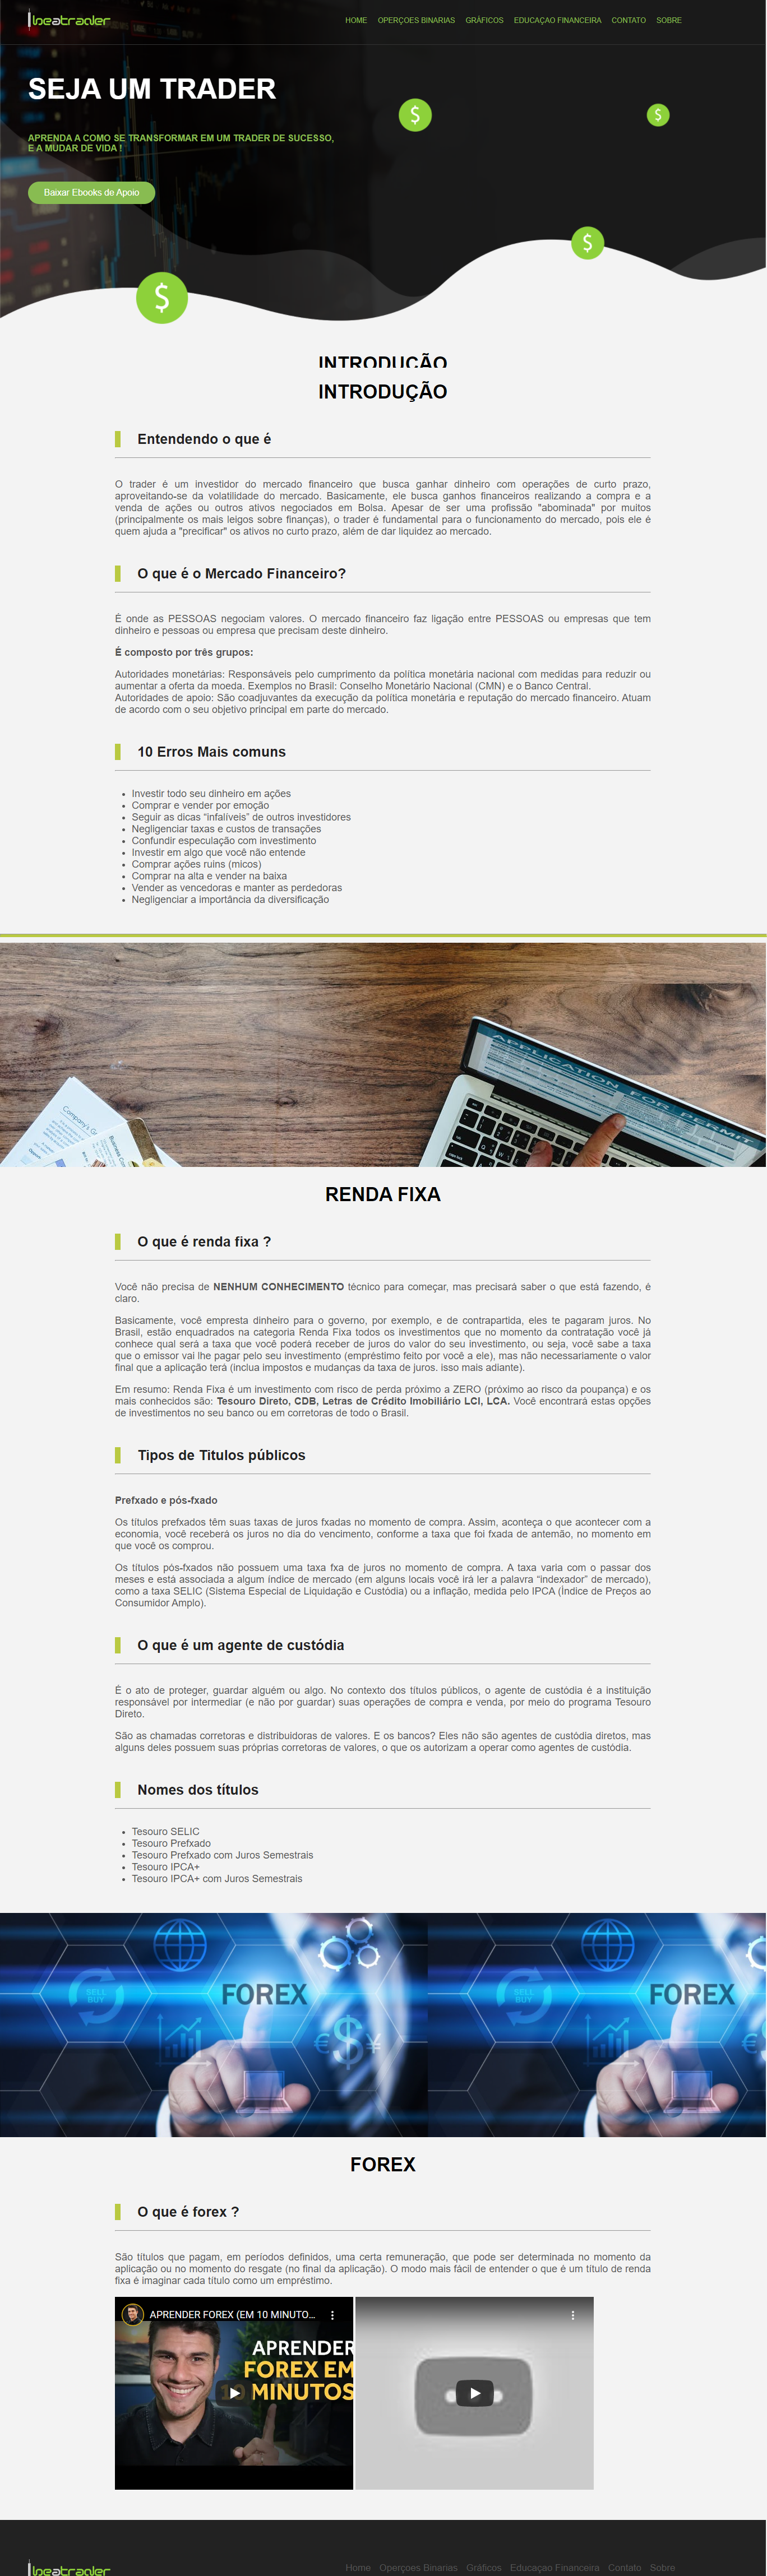 Ineatrader
HOME OPERÇOES BINARIAS GRÁFICOS EDUCAÇAO FINANCEIRA CONTATO SOBRE
SEJA UM TRADER
APRENDA A COMO SE TRANSFORMAR EM UM TRADER DE SUCESSO,
E A MUDAR DE VIDA !
Baixar Ebooks de Apoio
$
$
$
$
INTRODUÇÃO
INTRODUÇÃO
Entendendo o que é
O trader é um investidor do mercado financeiro que busca ganhar dinheiro com operações de curto prazo,
aproveitando-se da volatilidade do mercado. Basicamente, ele busca ganhos financeiros realizando a compra e a
venda de ações ou outros ativos negociados em Bolsa. Apesar de ser uma profissão "abominada" por muitos
(principalmente os mais leigos sobre finanças), o trader é fundamental para o funcionamento do mercado, pois ele é
quem ajuda a "precificar" os ativos no curto prazo, além de dar liquidez ao mercado.
O que é o Mercado Financeiro?
É onde as PESSOAS negociam valores. O mercado financeiro faz ligação entre PESSOAS ou empresas que tem
dinheiro e pessoas ou empresa que precisam deste dinheiro.
É composto por três grupos:
Autoridades monetárias: Responsáveis pelo cumprimento da política monetária nacional com medidas para reduzir ou
aumentar a oferta da moeda. Exemplos no Brasil: Conselho Monetário Nacional (CMN) e o Banco Central.
Autoridades de apoio: São coadjuvantes da execução da política monetária e reputação do mercado financeiro. Atuam
de acordo com o seu objetivo principal em parte do mercado.
10 Erros Mais comuns
• Investir todo seu dinheiro em ações
• Comprar e vender por emoção
• Seguir as dicas “infalíveis” de outros investidores
• Negligenciar taxas e custos de transações
• Confundir especulação com investimento
• Investir em algo que você não entende
• Comprar ações ruins (micos)
• Comprar na alta e vender na baixa
• Vender as vencedoras e manter as perdedoras
• Negligenciar a importância da diversificação
APPLICATION FOR PERMIT
Company's
Business
RENDA FIXA
O que é renda fixa ?
Você não precisa de NENHUM CONHECIMENTO técnico para começar, mas precisará saber o que está fazendo, é
claro.
Basicamente, você empresta dinheiro para o governo, por exemplo, e de contrapartida, eles te pagaram juros. No
Brasil, estão enquadrados na categoria Renda Fixa todos os investimentos que no momento da contratação você já
conhece qual será a taxa que você poderá receber de juros do valor do seu investimento, ou seja, você sabe a taxa
que o emissor vai lhe pagar pelo seu investimento (empréstimo feito por você a ele), mas não necessariamente o valor
final que a aplicação terá (inclua impostos e mudanças da taxa de juros. isso mais adiante).
Em resumo: Renda Fixa é um investimento com risco de perda próximo a ZERO (próximo ao risco da poupança) e os
mais conhecidos são: Tesouro Direto, CDB, Letras de Crédito Imobiliário LCI, LCA. Você encontrará estas opções
de investimentos no seu banco ou em corretoras de todo o Brasil.
Tipos de Titulos públicos
Prefxado e pós-fxado
Os títulos prefxados têm suas taxas de juros fxadas no momento de compra. Assim, aconteça o que acontecer com a
economia, você receberá os juros no dia do vencimento, conforme a taxa que foi fxada de antemão, no momento em
que você os comprou.
Os títulos pós-fxados não possuem uma taxa fxa de juros no momento de compra. A taxa varia com o passar dos
meses e está associada a algum índice de mercado (em alguns locais você irá ler a palavra “indexador” de mercado),
como a taxa SELIC (Sistema Especial de Liquidação e Custódia) ou a inflação, medida pelo IPCA (Índice de Preços ao
Consumidor Amplo).
O que é um agente de custódia
É o ato de proteger, guardar alguém ou algo. No contexto dos títulos públicos, o agente de custódia é a instituição
responsável por intermediar (e não por guardar) suas operações de compra e venda, por meio do programa Tesouro
Direto.
São as chamadas corretoras e distribuidoras de valores. E os bancos? Eles não são agentes de custódia diretos, mas
alguns deles possuem suas próprias corretoras de valores, o que os autorizam a operar como agentes de custódia.
Nomes dos títulos
• Tesouro SELIC
• Tesouro Prefxado
• Tesouro Prefxado com Juros Semestrais
• Tesouro IPCA+
• Tesouro IPCA+ com Juros Semestrais
SELL BUY FOREX € $ ¥
SELL BUY FOREX €
FOREX
O que é forex ?
São títulos que pagam, em períodos definidos, uma certa remuneração, que pode ser determinada no momento da
aplicação ou no momento do resgate (no final da aplicação). O modo mais fácil de entender o que é um título de renda
fixa é imaginar cada título como um empréstimo.
APRENDER FOREX (EM 10 MINUTO...
APRENDER
FOREX EM
10 MINUTOS
Ineatrader
Home Operçoes Binarias Gráficos Educaçao Financeira Contato Sobre